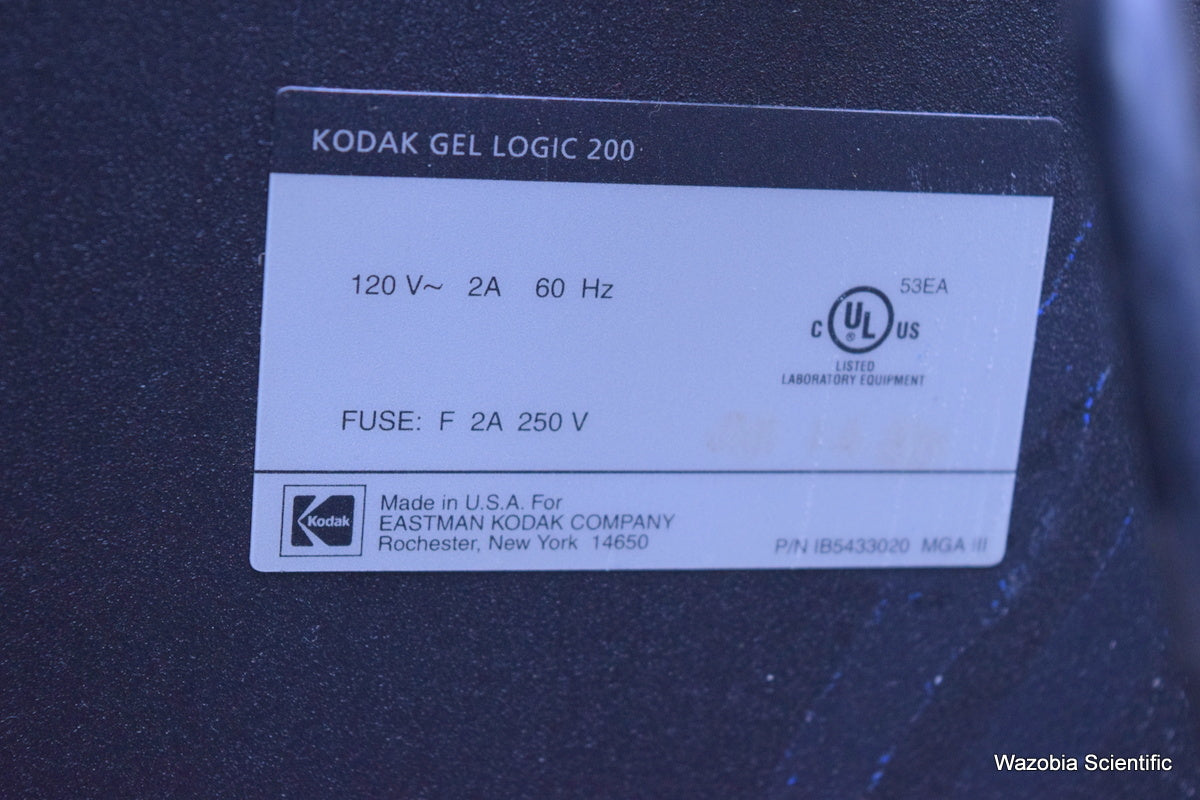 KODAK GEL LOGIC 200
120 V~ 2A 60 Hz
53EA
C UL US
®
LISTED
LABORATORY EQUIPMENT
FUSE: F 2A 250 V
Kodak
Made in U.S.A. For
EASTMAN KODAK COMPANY
Rochester, New York 14650
P/N IB5433020 MGA III
Wazobia Scientific